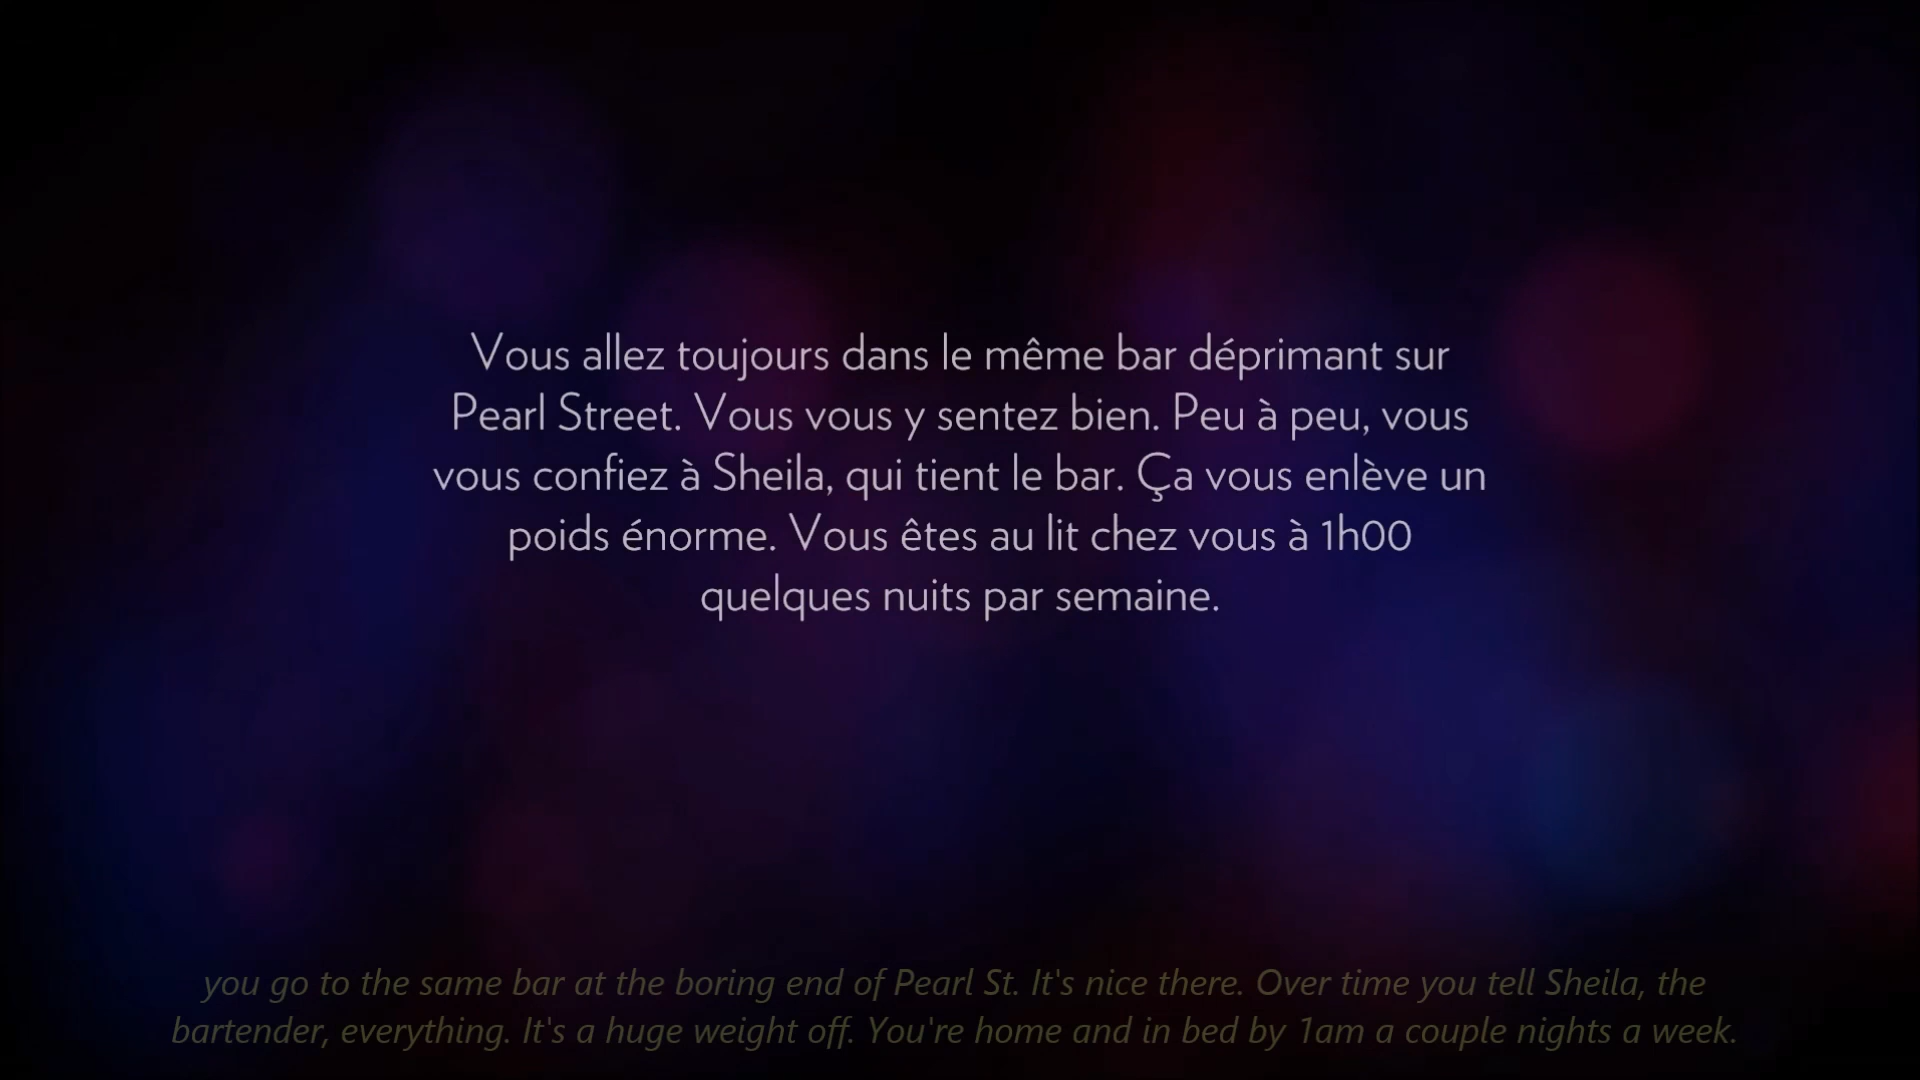 Vous allez toujours dans le même bar déprimant sur
Pearl Street. Vous vous y sentez bien. Peu à peu, vous
vous confiez à Sheila, qui tient le bar. Ça vous enlève un
poids énorme. Vous êtes au lit chez vous à 1h00
quelques nuits par semaine.
you go to the same bar at the boring end of Pearl St. It's nice there. Over time you tell Sheila, the
bartender, everything. It's a huge weight off. You're home and in bed by 1am a couple nights a week.